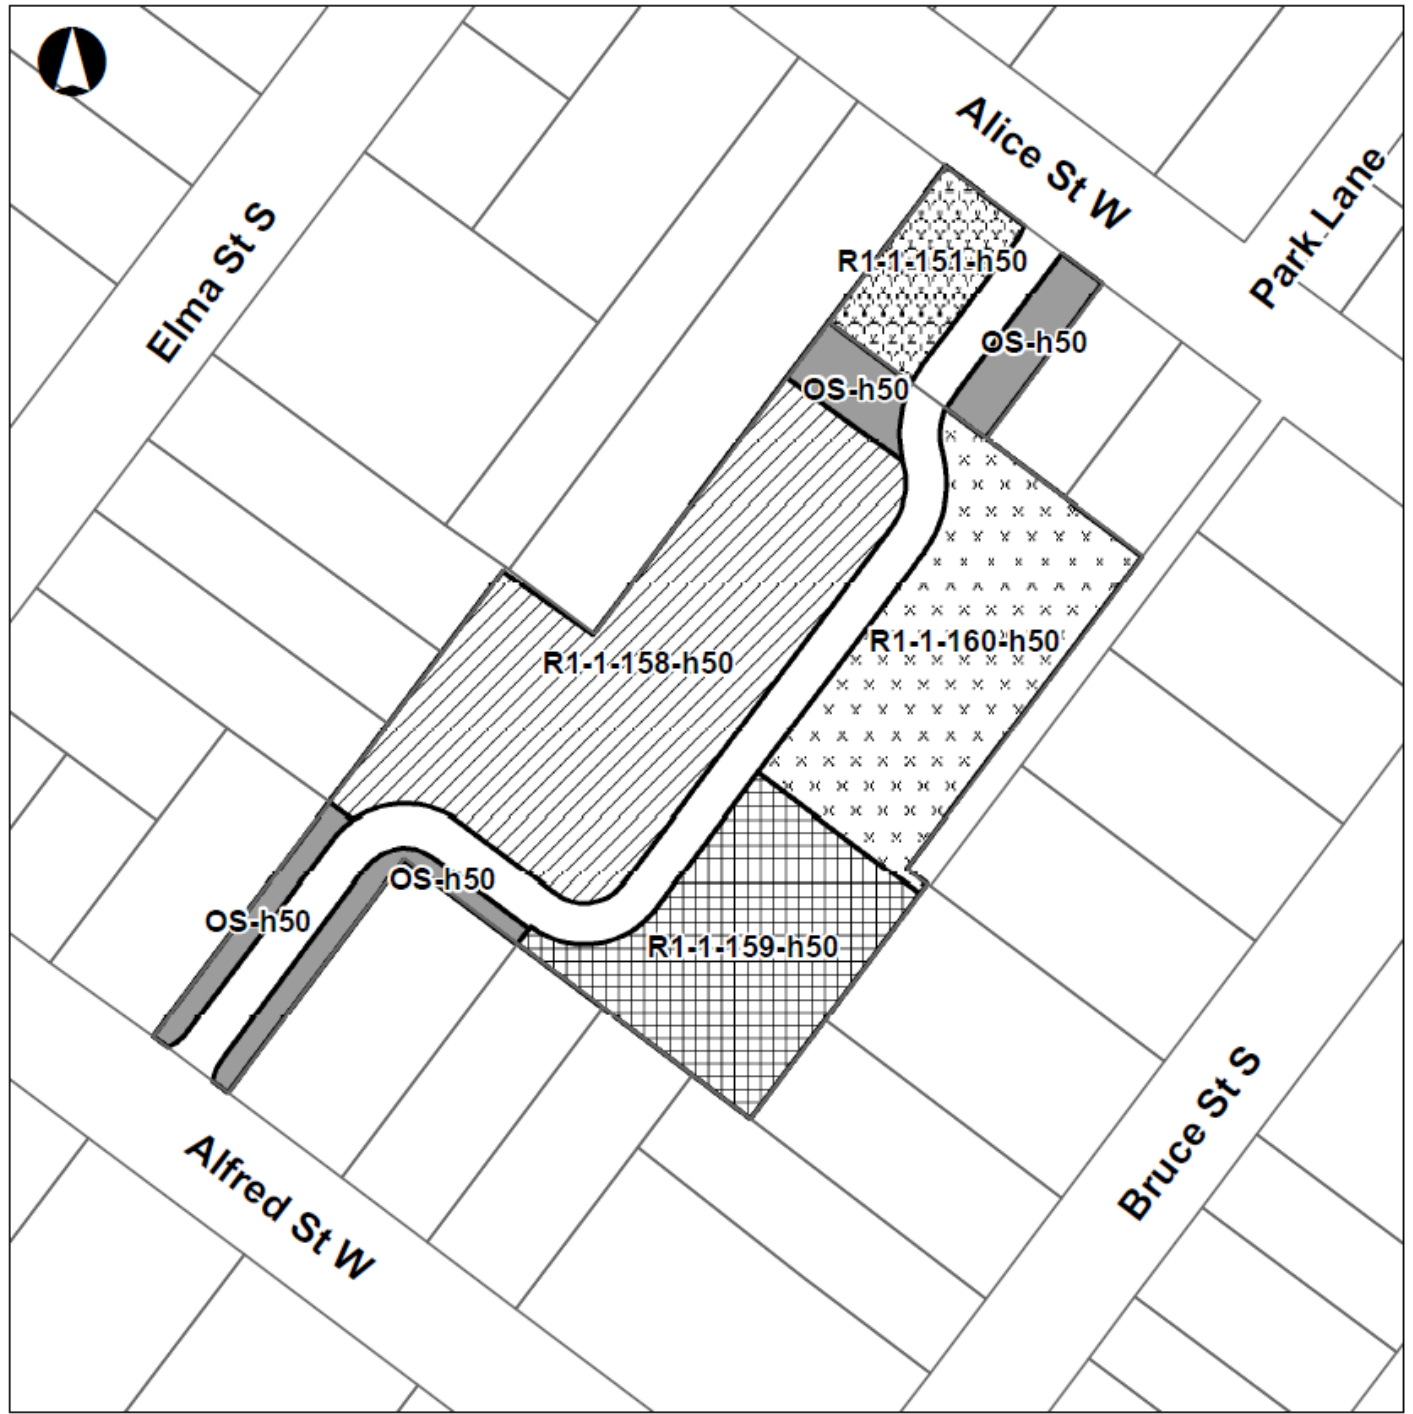 Alice St W
Park Lane
Elma St S
R1-1-151-h50
OS-h50
OS-h50
R1-1-160-h50
R1-1-158-h50
OS-h50
OS-h50
R1-1-159-h50
Bruce St S
Alfred St W